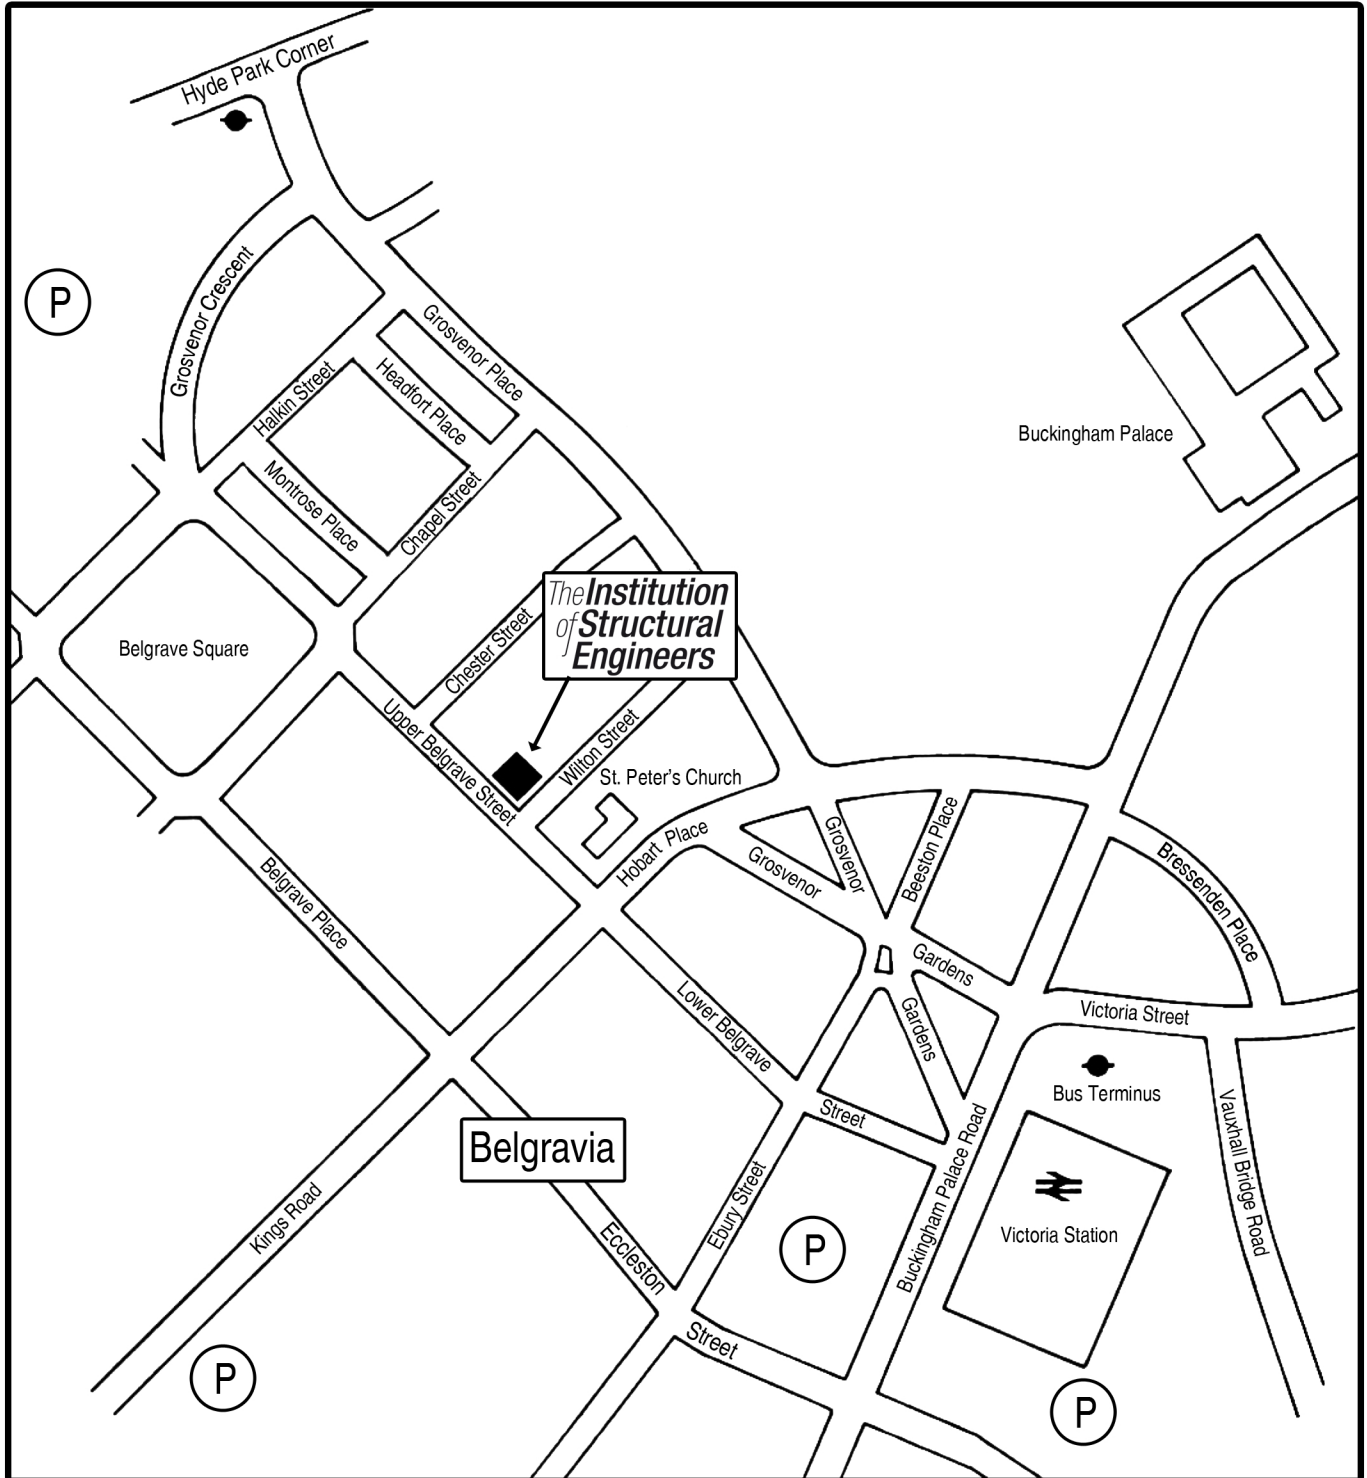 Hyde Park Corner
P
Grosvenor Crescent
Grosvenor Place
Headfort Place
Halkin Street
Montrose Place
Chapel Street
Buckingham Palace
The Institution
of Structural
Engineers
Belgrave Square
Chester Street
Upper Belgrave Street
Wilton Street
St. Peter's Church
Hobart Place
Grosvenor
Grosvenor
Beeston Place
Bressenden Place
Belgrave Place
Gardens
Gardens
Lower Belgrave
Street
Victoria Street
Bus Terminus
Vauxhall Bridge Road
Belgravia
Buckingham Palace Road
Ebury Street
Kings Road
Eccleston
Street
P
Victoria Station
P
P